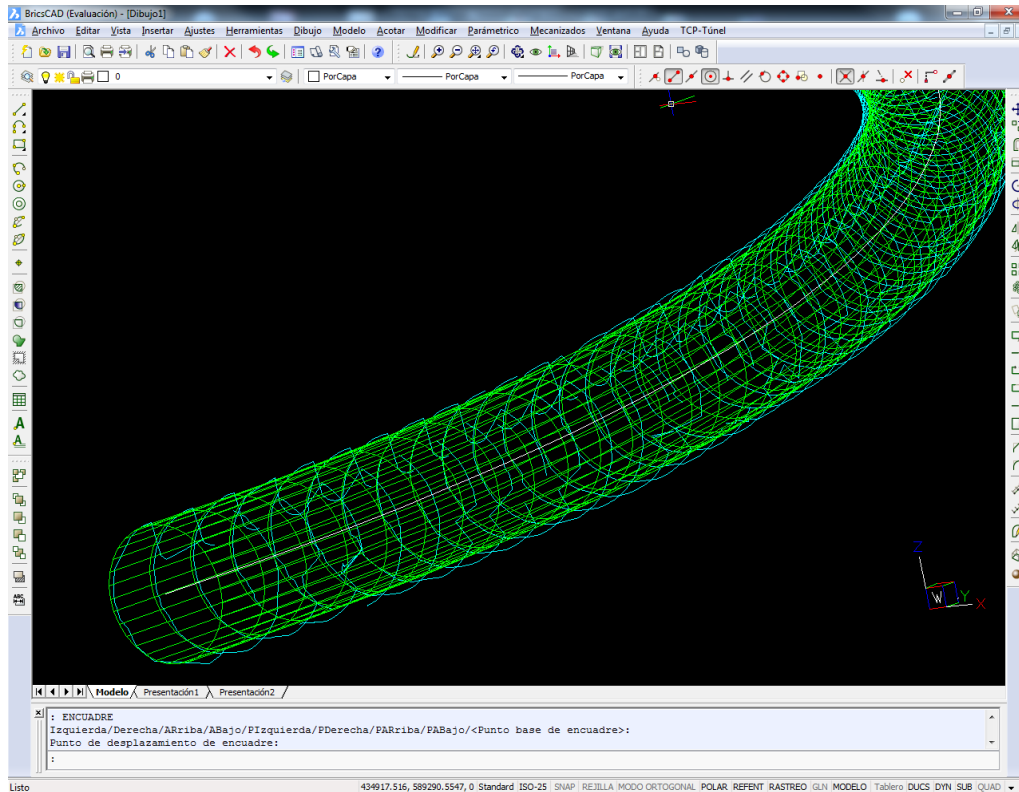 BricsCAD (Evaluación) - [Dibujo1]
Archivo Editar Vista Insertar Ajustes Herramientas Dibujo Modelo Acotar Modificar Paramétrico Mecanizados Ventana Ayuda TCP-Túnel
0 PorCapa PorCapa PorCapa
Z
W Y X
Modelo Presentación1 Presentación2
: ENCUADRE
Izquierda/Derecha/ARriba/ABajo/PIzquierda/PDerecha/PARriba/PABajo/<Punto base de encuadre>:
Punto de desplazamiento de encuadre:
:
Listo 434917.516, 589290.5547, 0 Standard ISO-25 SNAP REJILLA MODO ORTOGONAL POLAR REFENT RASTREO GLN MODELO Tablero DUCS DYN SUB QUAD